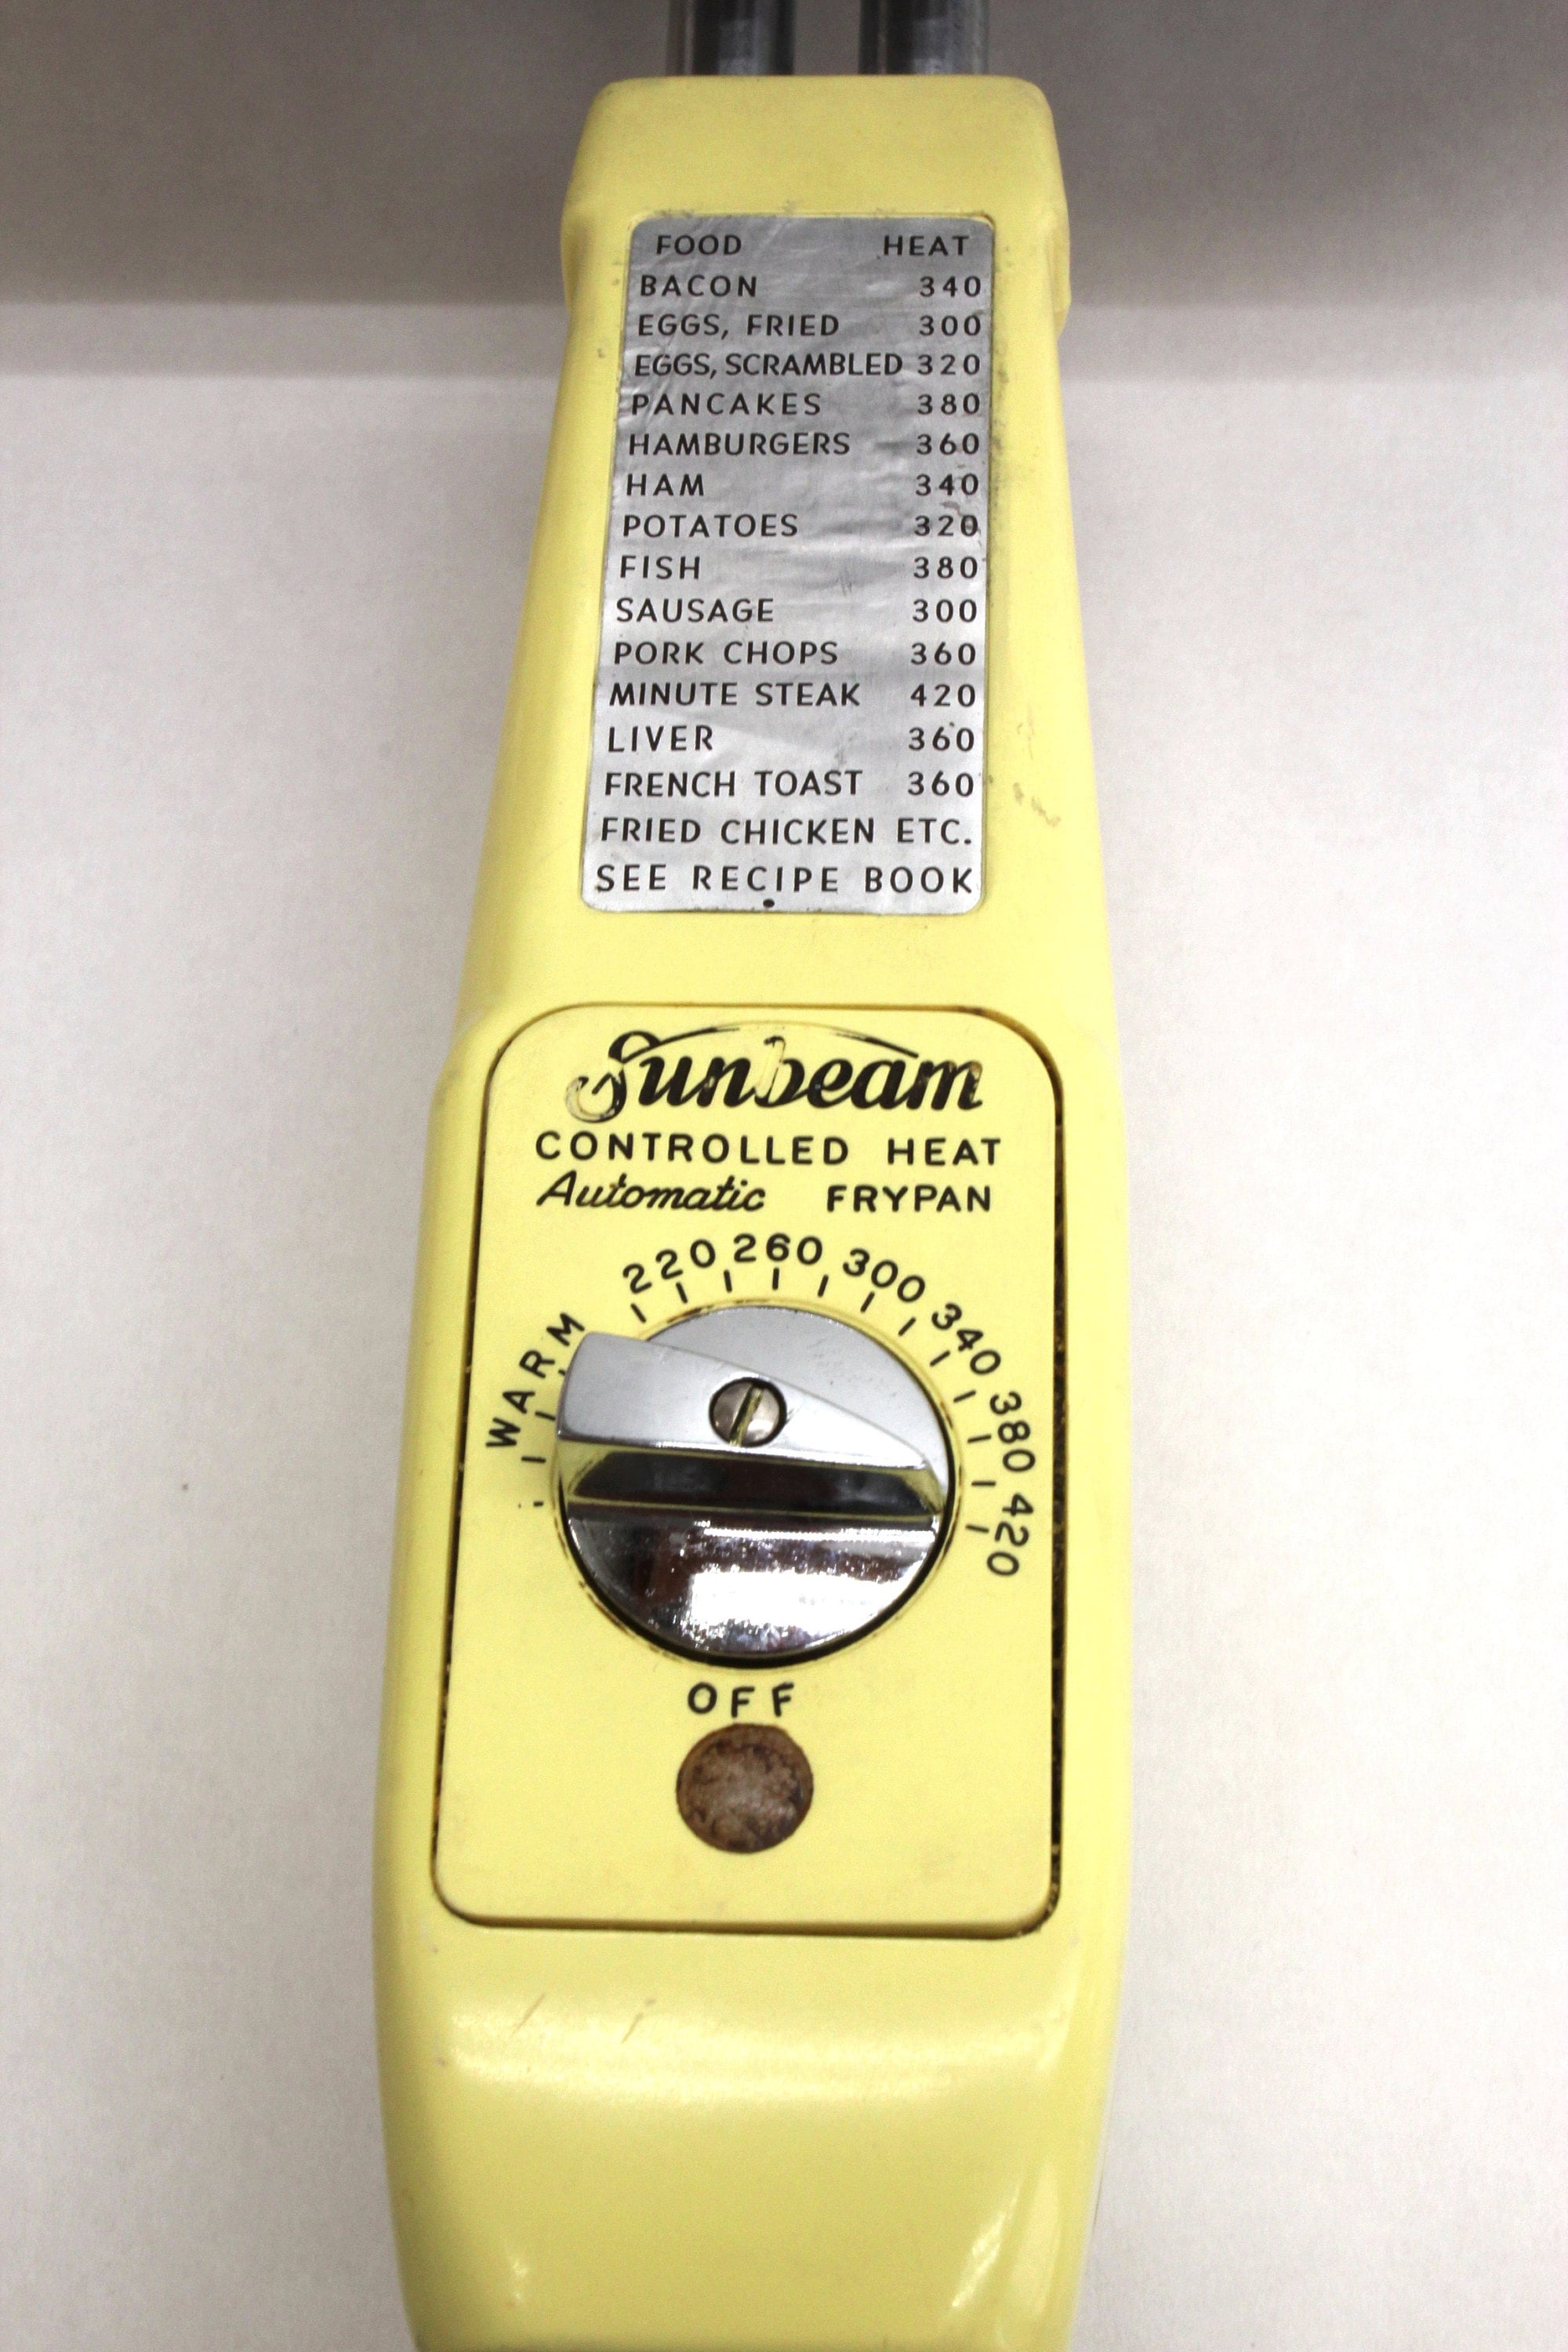 FOOD HEAT
BACON 340
EGGS, FRIED 300
EGGS, SCRAMBLED 320
PANCAKES 380
HAMBURGERS 360
HAM 340
POTATOES 320
FISH 380
SAUSAGE 300
PORK CHOPS 360
MINUTE STEAK 420
LIVER 360
FRENCH TOAST 360
FRIED CHICKEN ETC.
SEE RECIPE BOOK
Sunbeam
CONTROLLED HEAT
Automatic FRYPAN
WARM 220 260 300 340 380 420
OFF